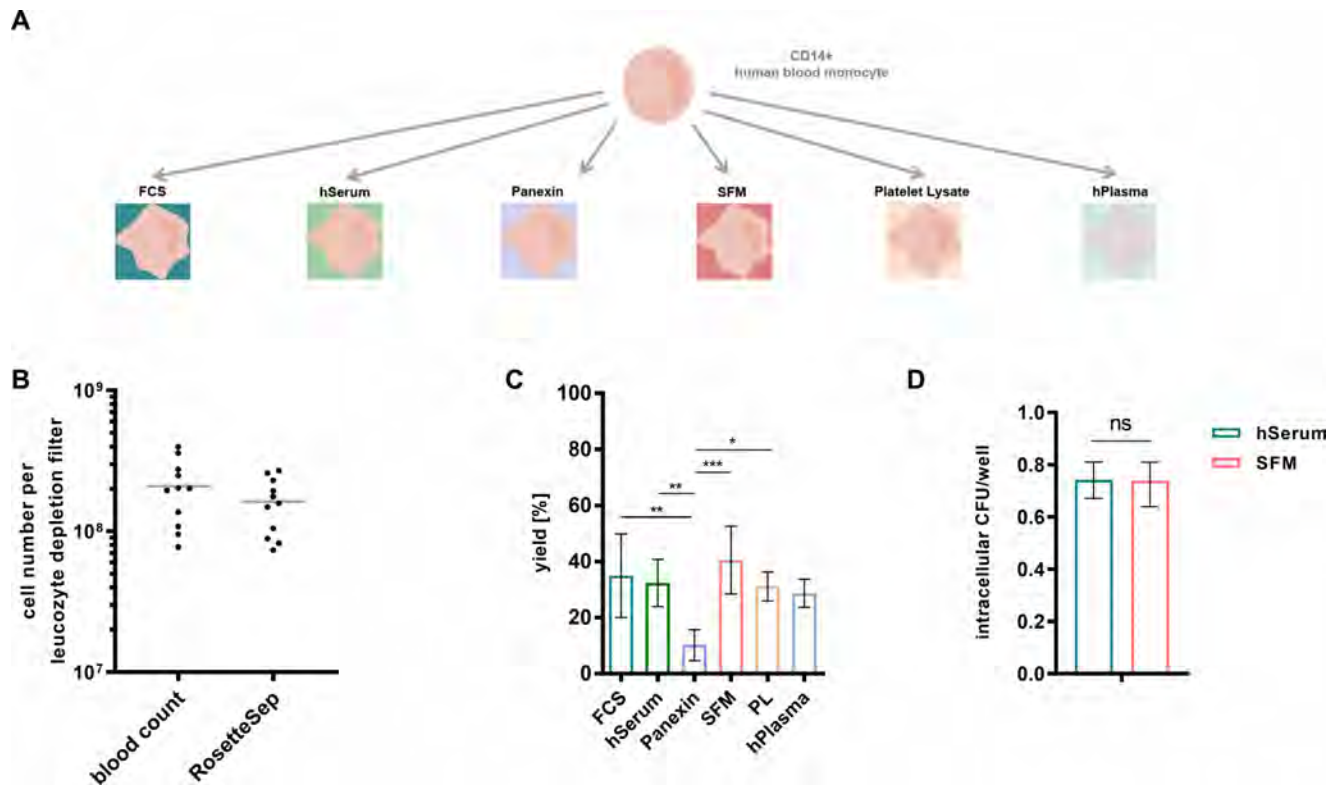 A
CD14+
human blood monocyte
FCS
hSerum
Panexin
SFM
Platelet Lysate
hPlasma
B
cell number per
leucozyte depletion filter
10⁹
10⁸
10⁷
blood count
RosetteSep
C
yield [%]
100
80
60
40
20
0
*
***
**
**
FCS
hSerum
Panexin
SFM
PL
hPlasma
D
intracellular CFU/well
1.0
0.8
0.6
0.4
0.2
0.0
ns
hSerum
SFM